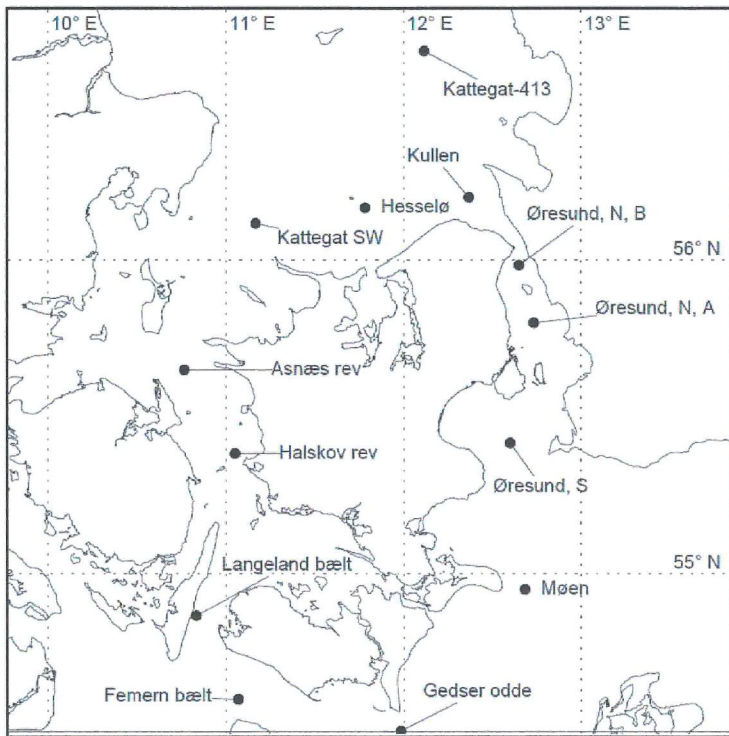 10° E
11° E
12° E
13° E
Kattegat-413
Kullen
Hesselø
Øresund, N, B
Kattegat SW
56° N
Øresund, N, A
Asnæs rev
Halskov rev
Øresund, S
Langeland bælt
55° N
Møen
Femern bælt
Gedser odde